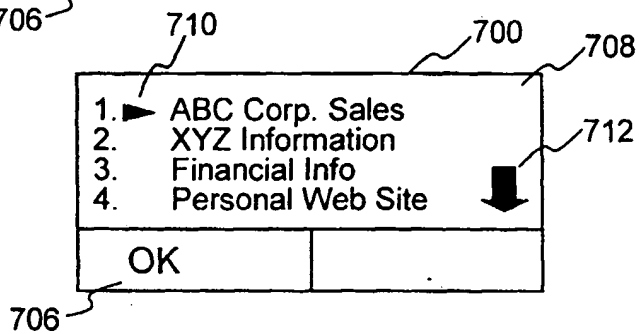 706
710
700
708
1. ABC Corp. Sales
712
2. XYZ Information
3. Financial Info
4. Personal Web Site
OK
706